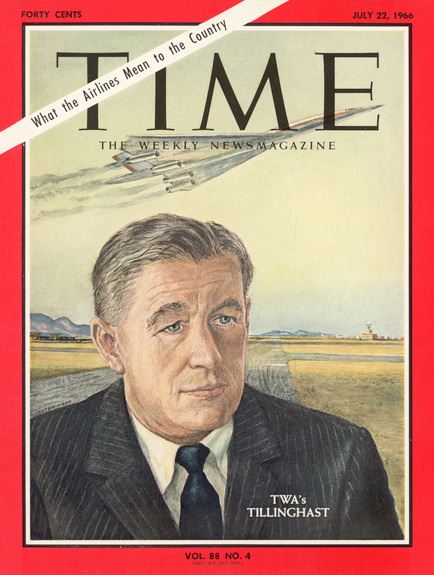 FORTY CENTS
JULY 22, 1966
What the Airlines Mean to the Country
TIME
THE WEEKLY NEWSMAGAZINE
TWA's
TILLINGHAST
VOL. 88 NO. 4